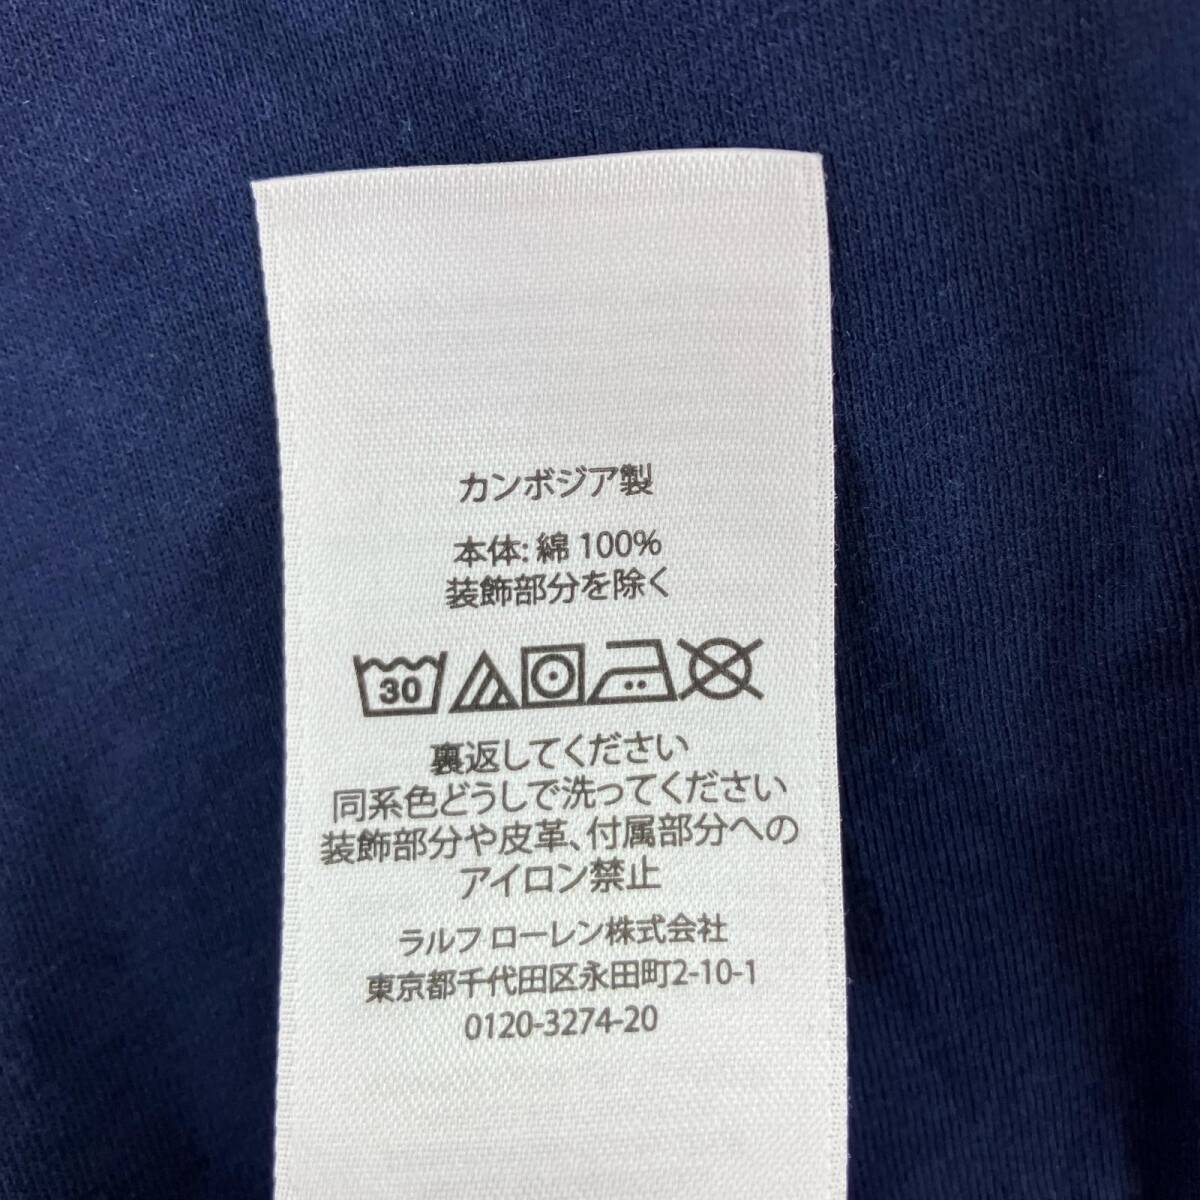 カンボジア製
本体: 綿 100%
装飾部分を除く
30
裏返してください
同系色どうしで洗ってください
装飾部分や皮革、付属部分への
アイロン禁止
ラルフ ローレン株式会社
東京都千代田区永田町2-10-1
0120-3274-20